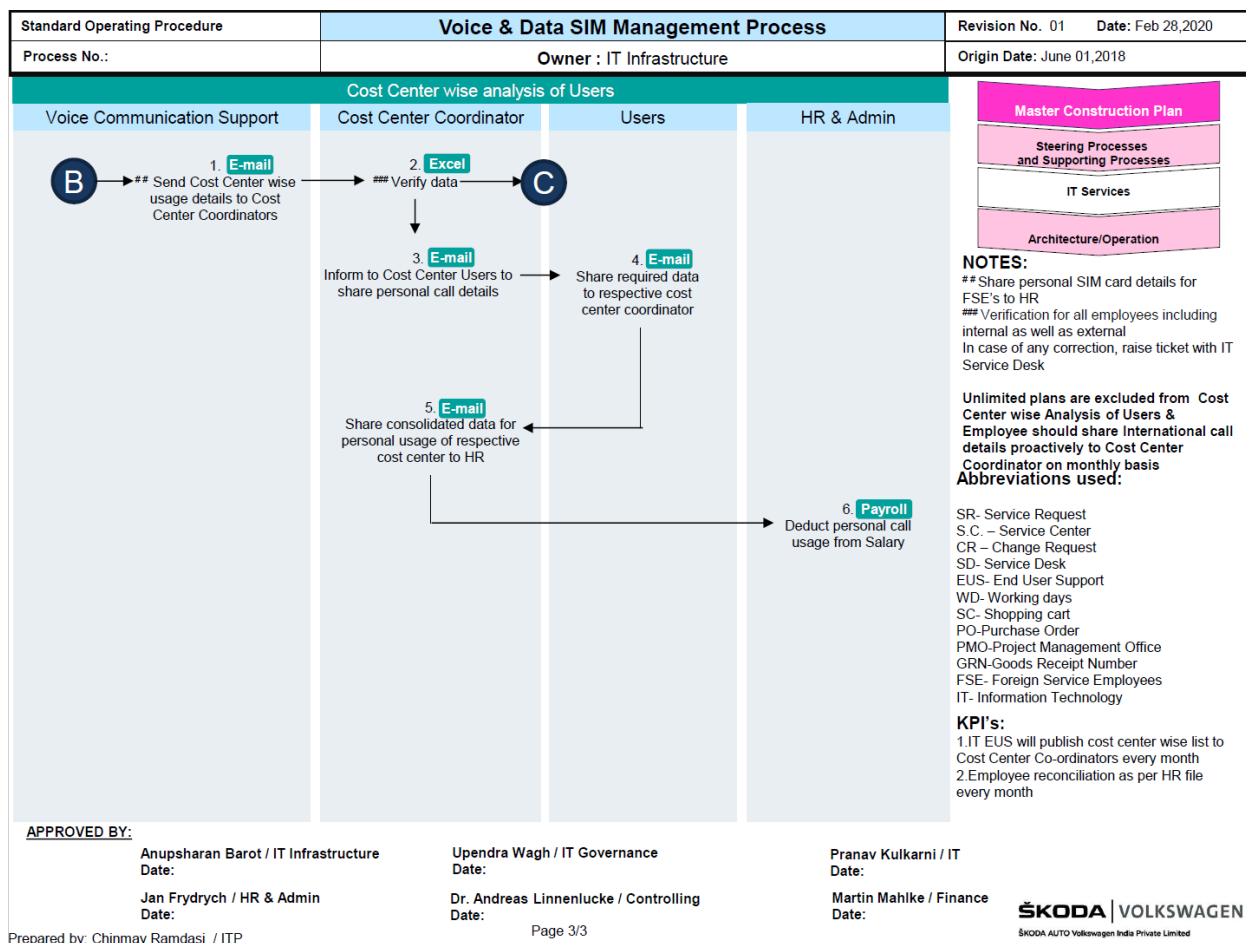 Standard Operating Procedure
Voice & Data SIM Management Process
Revision No. 01 Date: Feb 28,2020
Process No.:
Owner : IT Infrastructure
Origin Date: June 01,2018
Cost Center wise analysis of Users
Voice Communication Support
Cost Center Coordinator
Users
HR & Admin
B
1. E-mail
## Send Cost Center wise
usage details to Cost
Center Coordinators
2. Excel
### Verify data
C
3. E-mail
Inform to Cost Center Users to
share personal call details
4. E-mail
Share required data
to respective cost
center coordinator
5. E-mail
Share consolidated data for
personal usage of respective
cost center to HR
6. Payroll
Deduct personal call
usage from Salary
Master Construction Plan
Steering Processes
and Supporting Processes
IT Services
Architecture/Operation
NOTES:
## Share personal SIM card details for
FSE's to HR
### Verification for all employees including
internal as well as external
In case of any correction, raise ticket with IT
Service Desk
Unlimited plans are excluded from Cost
Center wise Analysis of Users &
Employee should share International call
details proactively to Cost Center
Coordinator on monthly basis
Abbreviations used:
SR- Service Request
S.C. – Service Center
CR – Change Request
SD- Service Desk
EUS- End User Support
WD- Working days
SC- Shopping cart
PO-Purchase Order
PMO-Project Management Office
GRN-Goods Receipt Number
FSE- Foreign Service Employees
IT- Information Technology
KPI's:
1.IT EUS will publish cost center wise list to
Cost Center Co-ordinators every month
2.Employee reconciliation as per HR file
every month
APPROVED BY:
Anupsharan Barot / IT Infrastructure
Date:
Upendra Wagh / IT Governance
Date:
Pranav Kulkarni / IT
Date:
Jan Frydrych / HR & Admin
Date:
Dr. Andreas Linnenlucke / Controlling
Date:
Martin Mahlke / Finance
Date:
Prepared by: Chinmay Ramdasi / ITP
Page 3/3
ŠKODA VOLKSWAGEN
ŠKODA AUTO Volkswagen India Private Limited